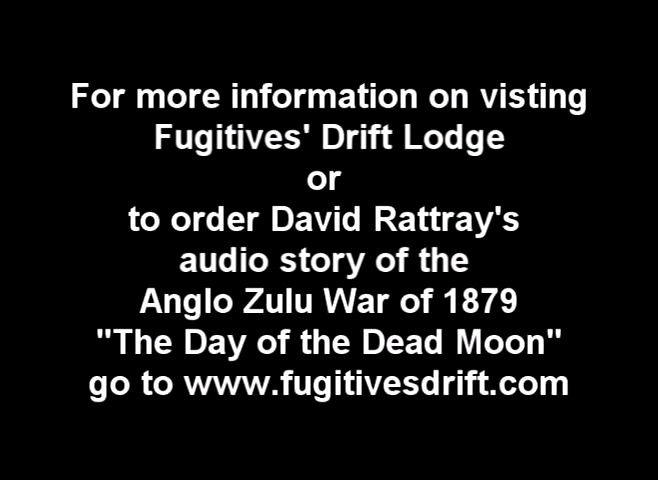 For more information on visting
Fugitives' Drift Lodge
or
to order David Rattray's
audio story of the
Anglo Zulu War of 1879
"The Day of the Dead Moon"
go to www.fugitivesdrift.com